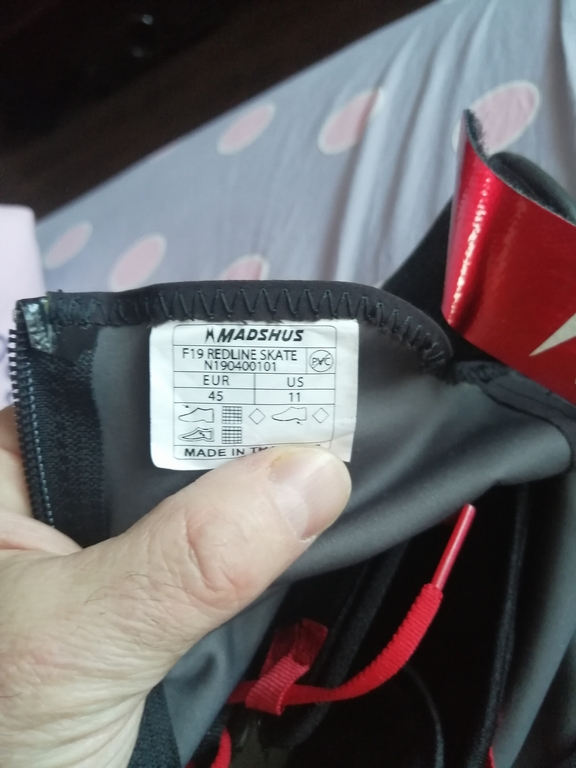 MADSHUS
F19 REDLINE SKATE
N190400101
PVC
EUR US
45 11
MADE IN